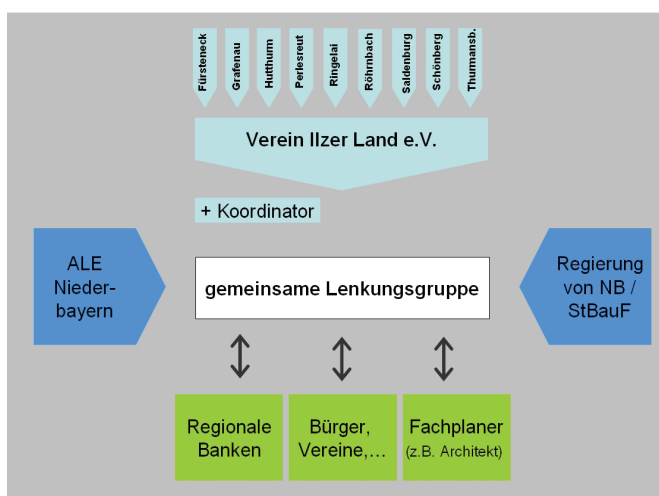 Fürsteneck
Grafenau
Hutthurm
Perlesreut
Ringelai
Röhrnbach
Saldenburg
Schönberg
Thurmansb.
Verein Ilzer Land e.V.
+ Koordinator
ALE
Nieder-
bayern
gemeinsame Lenkungsgruppe
Regierung
von NB /
StBauF
Regionale
Banken
Bürger,
Vereine,...
Fachplaner
(z.B. Architekt)